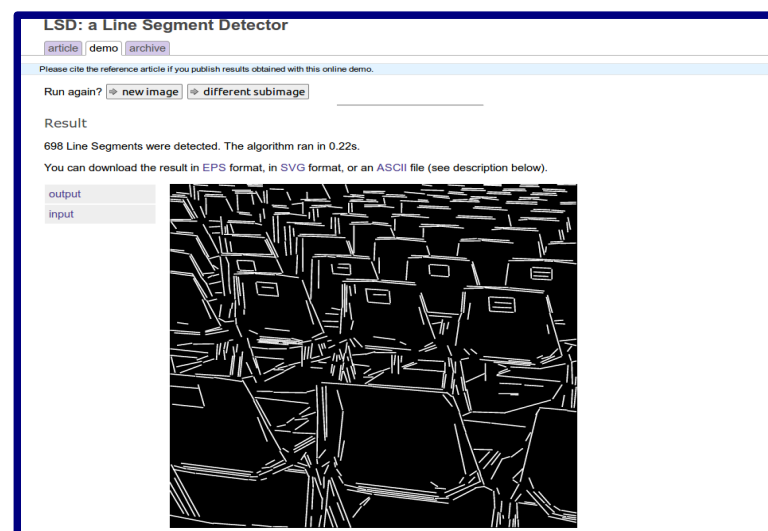 LSD: a Line Segment Detector
article demo archive
Please cite the reference article if you publish results obtained with this online demo.
Run again? new image different subimage
Result
698 Line Segments were detected. The algorithm ran in 0.22s.
You can download the result in EPS format, in SVG format, or an ASCII file (see description below).
output
input